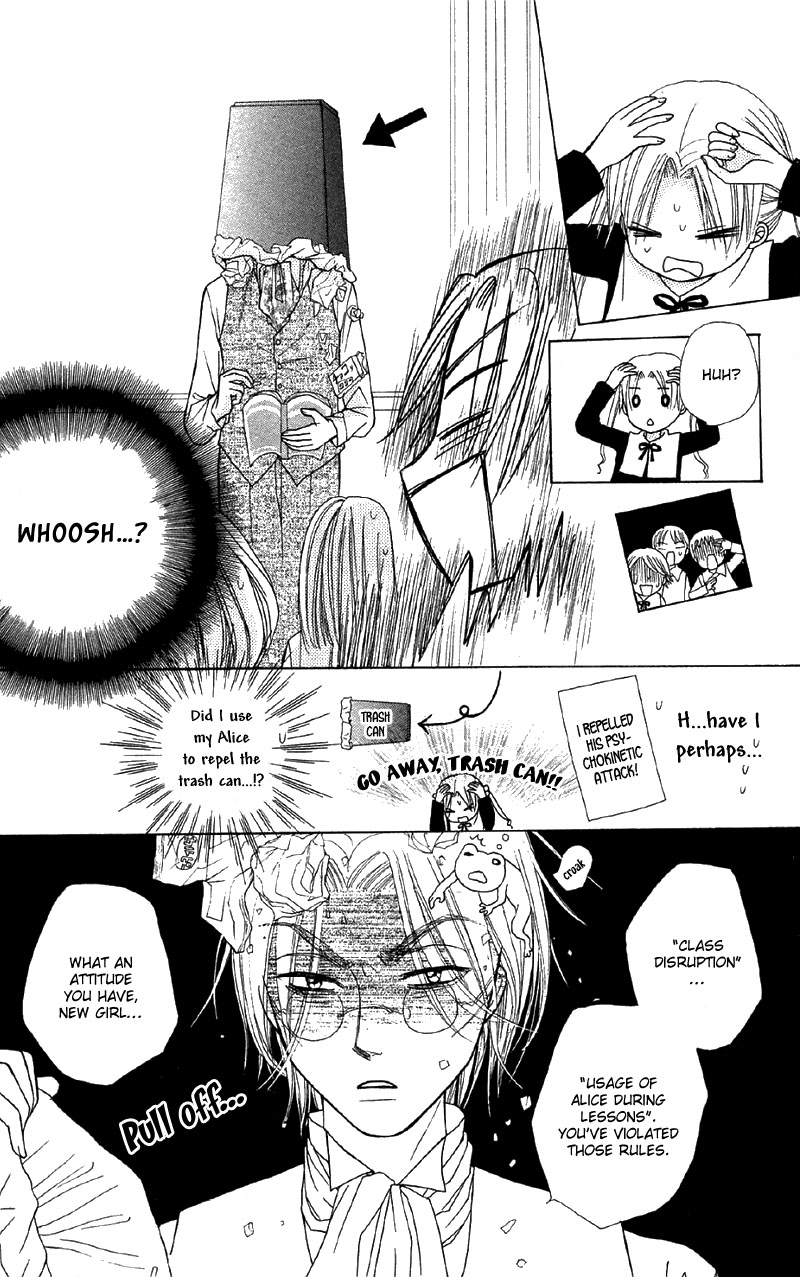 HUH?
WHOOSH...?
H...have I
perhaps...
I REPELLED
HIS PSY-
CHOKINETIC
ATTACK!
GO AWAY, TRASH CAN!!
TRASH
CAN
Did I use
my Alice
to repel the
trash can...!?
croak
"CLASS
DISRUPTION"
...
"USAGE OF
ALICE DURING
LESSONS".
YOU'VE VIOLATED
THOSE RULES.
WHAT AN
ATTITUDE
YOU HAVE,
NEW GIRL...
Pull off...